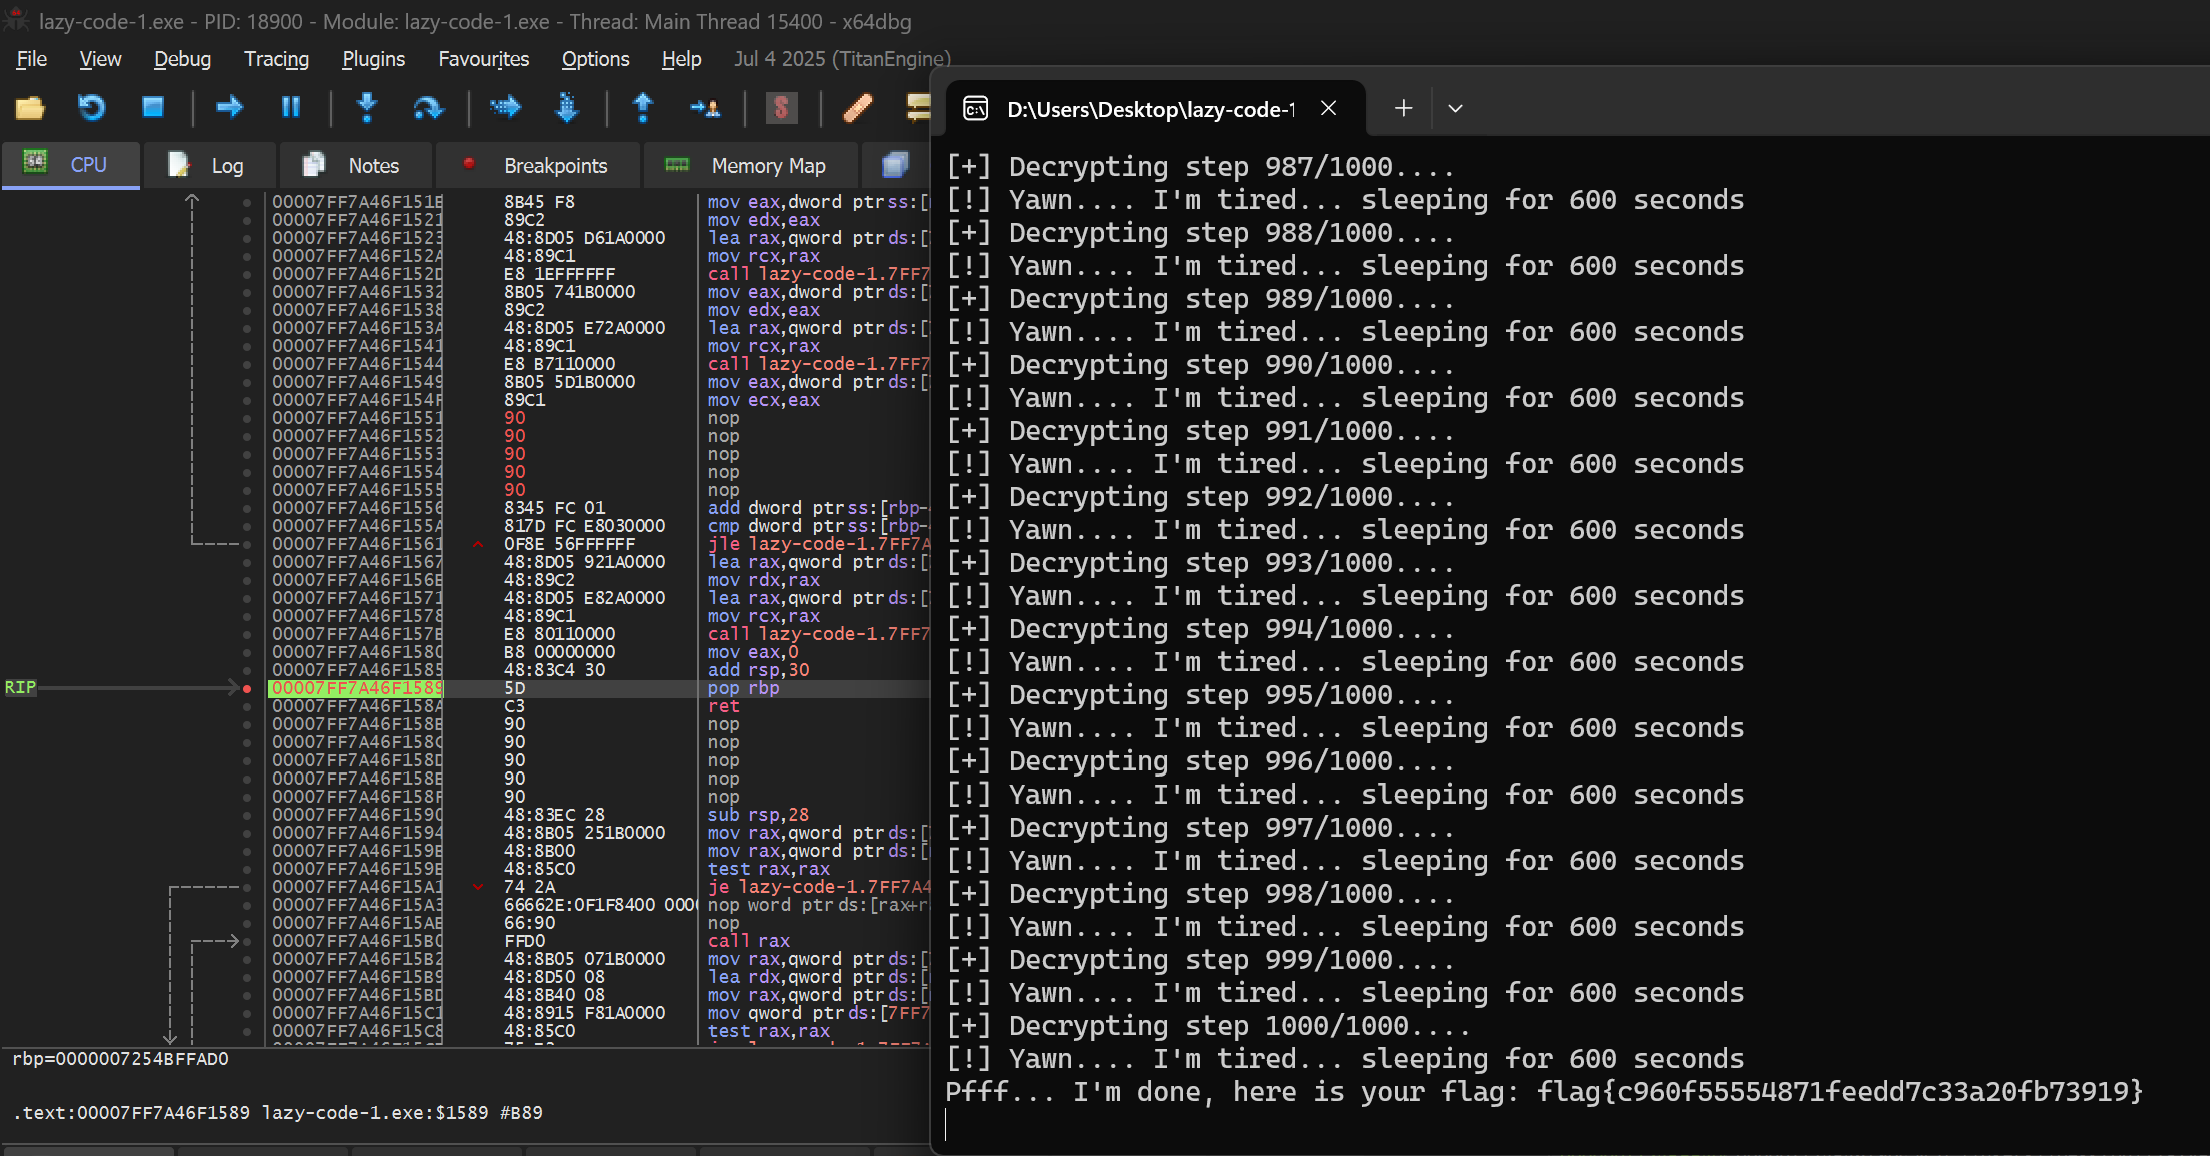 lazy-code-1.exe - PID: 18900 - Module: lazy-code-1.exe - Thread: Main Thread 15400 - x64dbg
File View Debug Tracing Plugins Favourites Options Help Jul 4 2025 (TitanEngine)
D:\Users\Desktop\lazy-code-1
CPU Log Notes Breakpoints Memory Map
00007FF7A46F151E 8B45 F8 mov eax,dword ptr ss:[
00007FF7A46F1521 89C2 mov edx,eax
00007FF7A46F1523 48:8D05 D61A0000 lea rax,qword ptr ds:[
00007FF7A46F152A 48:89C1 mov rcx,rax
00007FF7A46F152D E8 1EFFFFFF call lazy-code-1.7FF7
00007FF7A46F1532 8B05 741B0000 mov eax,dword ptr ds:[
00007FF7A46F1538 89C2 mov edx,eax
00007FF7A46F153A 48:8D05 E72A0000 lea rax,qword ptr ds:[
00007FF7A46F1541 48:89C1 mov rcx,rax
00007FF7A46F1544 E8 B7110000 call lazy-code-1.7FF7
00007FF7A46F1549 8B05 5D1B0000 mov eax,dword ptr ds:[
00007FF7A46F154F 89C1 mov ecx,eax
00007FF7A46F1551 90 nop
00007FF7A46F1552 90 nop
00007FF7A46F1553 90 nop
00007FF7A46F1554 90 nop
00007FF7A46F1555 90 nop
00007FF7A46F1556 8345 FC 01 add dword ptr ss:[rbp-
00007FF7A46F155A 817D FC E8030000 cmp dword ptr ss:[rbp-
00007FF7A46F1561 0F8E 56FFFFFF jle lazy-code-1.7FF7A
00007FF7A46F1567 48:8D05 921A0000 lea rax,qword ptr ds:[
00007FF7A46F156E 48:89C2 mov rdx,rax
00007FF7A46F1571 48:8D05 E82A0000 lea rax,qword ptr ds:[
00007FF7A46F1578 48:89C1 mov rcx,rax
00007FF7A46F157B E8 80110000 call lazy-code-1.7FF7
00007FF7A46F1580 B8 00000000 mov eax,0
00007FF7A46F1585 48:83C4 30 add rsp,30
RIP 00007FF7A46F1589 5D pop rbp
00007FF7A46F158A C3 ret
00007FF7A46F158B 90 nop
00007FF7A46F158C 90 nop
00007FF7A46F158D 90 nop
00007FF7A46F158E 90 nop
00007FF7A46F158F 90 nop
00007FF7A46F1590 48:83EC 28 sub rsp,28
00007FF7A46F1594 48:8B05 251B0000 mov rax,qword ptr ds:[
00007FF7A46F159B 48:8B00 mov rax,qword ptr ds:[
00007FF7A46F159E 48:85C0 test rax,rax
00007FF7A46F15A1 74 2A je lazy-code-1.7FF7A4
00007FF7A46F15A3 66662E:0F1F8400 000 nop word ptr ds:[rax+r
00007FF7A46F15AE 66:90 nop
00007FF7A46F15B0 FFD0 call rax
00007FF7A46F15B2 48:8B05 071B0000 mov rax,qword ptr ds:[
00007FF7A46F15B9 48:8D50 08 lea rdx,qword ptr ds:[
00007FF7A46F15BD 48:8B40 08 mov rax,qword ptr ds:[
00007FF7A46F15C1 48:8915 F81A0000 mov qword ptr ds:[7FF7
00007FF7A46F15C8 48:85C0 test rax,rax
rbp=0000007254BFFAD0
.text:00007FF7A46F1589 lazy-code-1.exe:$1589 #B89
[+] Decrypting step 987/1000....
[!] Yawn.... I'm tired... sleeping for 600 seconds
[+] Decrypting step 988/1000....
[!] Yawn.... I'm tired... sleeping for 600 seconds
[+] Decrypting step 989/1000....
[!] Yawn.... I'm tired... sleeping for 600 seconds
[+] Decrypting step 990/1000....
[!] Yawn.... I'm tired... sleeping for 600 seconds
[+] Decrypting step 991/1000....
[!] Yawn.... I'm tired... sleeping for 600 seconds
[+] Decrypting step 992/1000....
[!] Yawn.... I'm tired... sleeping for 600 seconds
[+] Decrypting step 993/1000....
[!] Yawn.... I'm tired... sleeping for 600 seconds
[+] Decrypting step 994/1000....
[!] Yawn.... I'm tired... sleeping for 600 seconds
[+] Decrypting step 995/1000....
[!] Yawn.... I'm tired... sleeping for 600 seconds
[+] Decrypting step 996/1000....
[!] Yawn.... I'm tired... sleeping for 600 seconds
[+] Decrypting step 997/1000....
[!] Yawn.... I'm tired... sleeping for 600 seconds
[+] Decrypting step 998/1000....
[!] Yawn.... I'm tired... sleeping for 600 seconds
[+] Decrypting step 999/1000....
[!] Yawn.... I'm tired... sleeping for 600 seconds
[+] Decrypting step 1000/1000....
[!] Yawn.... I'm tired... sleeping for 600 seconds
Pfff... I'm done, here is your flag: flag{c960f55554871feedd7c33a20fb73919}